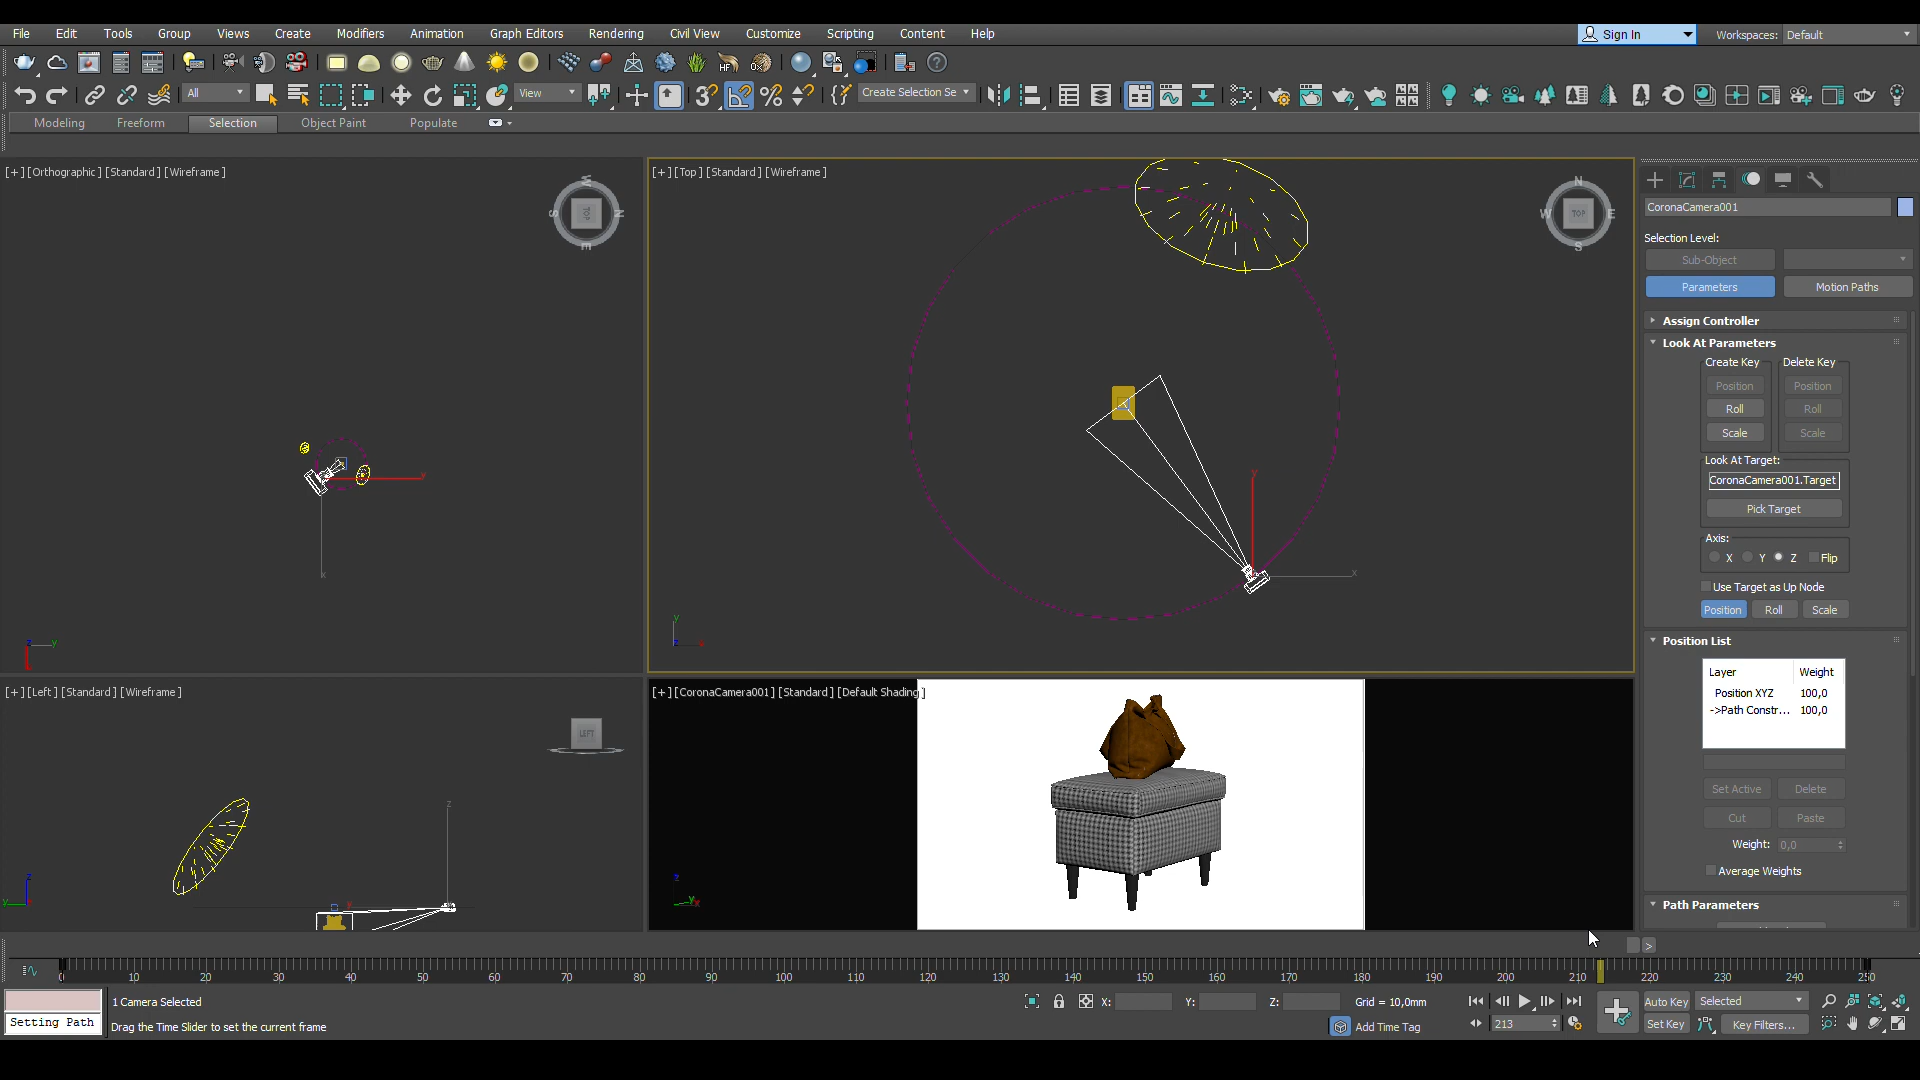 File Edit Tools Group Views Create Modifiers Animation Graph Editors Rendering Civil View Customize Scripting Content Help
Sign In Workspaces: Default
All View Create Selection Se
Modeling Freeform Selection Object Paint Populate
[+] [Orthographic] [Standard] [Wireframe]
W S N E TOP
[+] [Top] [Standard] [Wireframe]
N W E S TOP
CoronaCamera001
Selection Level:
Sub-Object
Parameters Motion Paths
Assign Controller
Look At Parameters
Create Key Delete Key
Position Position
Roll Roll
Scale Scale
Look At Target:
CoronaCamera001.Target
Pick Target
Axis:
X Y Z Flip
Use Target as Up Node
Position Roll Scale
Position List
Layer Weight
Position XYZ 100,0
->Path Constr... 100,0
Set Active Delete
Cut Paste
Weight: 0,0
Average Weights
Path Parameters
[+] [Left] [Standard] [Wireframe]
LEFT
[+] [CoronaCamera001] [Standard] [Default Shading]
>
0 10 20 30 40 50 60 70 80 90 100 110 120 130 140 150 160 170 180 190 200 210 220 230 240 250
1 Camera Selected
X: Y: Z: Grid = 10,0mm
Auto Key Selected
Setting Path
Drag the Time Slider to set the current frame
Add Time Tag
213
Set Key Key Filters...